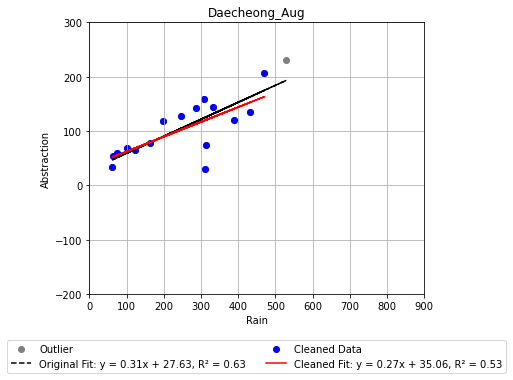 Daecheong_Aug
300
200
100
0
−100
−200
Abstraction
0 100 200 300 400 500 600 700 800 900
Rain
Outlier Cleaned Data
Original Fit: y = 0.31x + 27.63, R² = 0.63 Cleaned Fit: y = 0.27x + 35.06, R² = 0.53